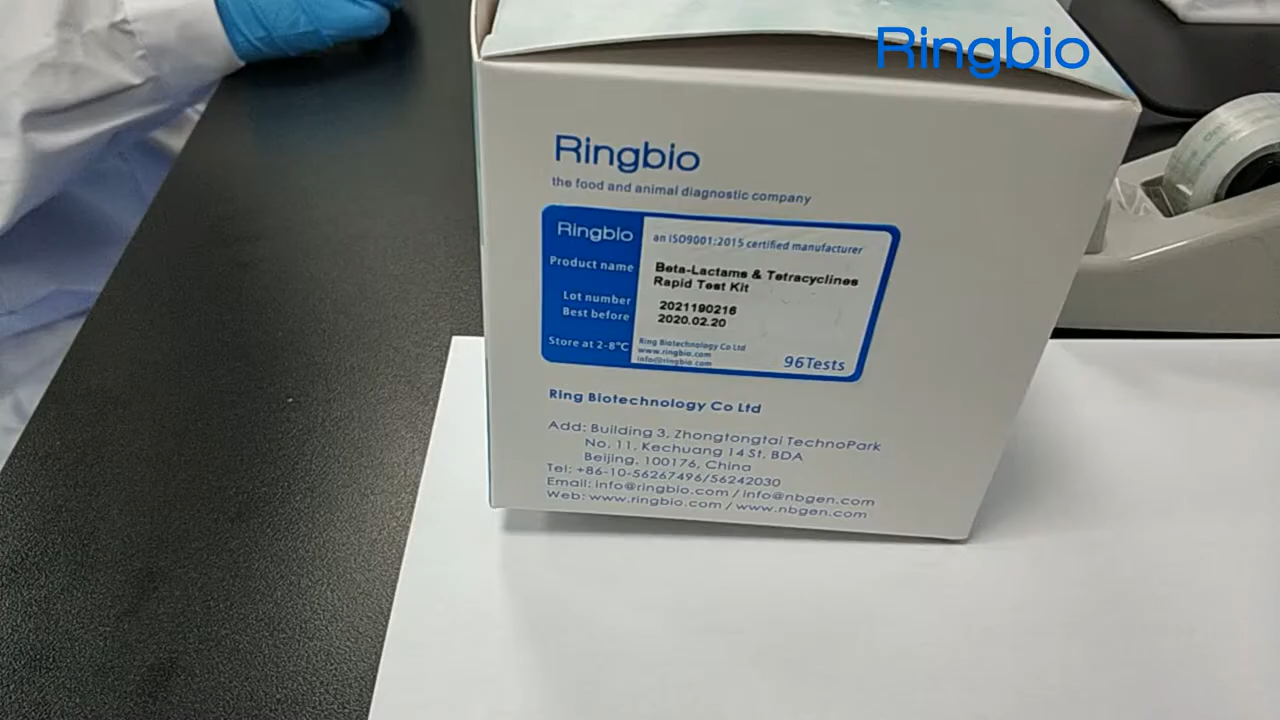 Ringbio
Ringbio
the food and animal diagnostic company
Ringbio
an ISO9001:2015 certified manufacturer
Product name
Beta-Lactams & Tetracyclines
Rapid Test Kit
Lot number
2021190216
Best before
2020.02.20
Store at 2-8°C
Ring Biotechnology Co Ltd
www.ringbio.com
info@ringbio.com
96Tests
Ring Biotechnology Co Ltd
Add: Building 3, Zhongtongtai TechnoPark
No. 11, Kechuang 14 St. BDA
Beijing, 100176, China
Tel: +86-10-56267496/56242030
Email: info@ringbio.com / info@nbgen.com
Web: www.ringbio.com / www.nbgen.com